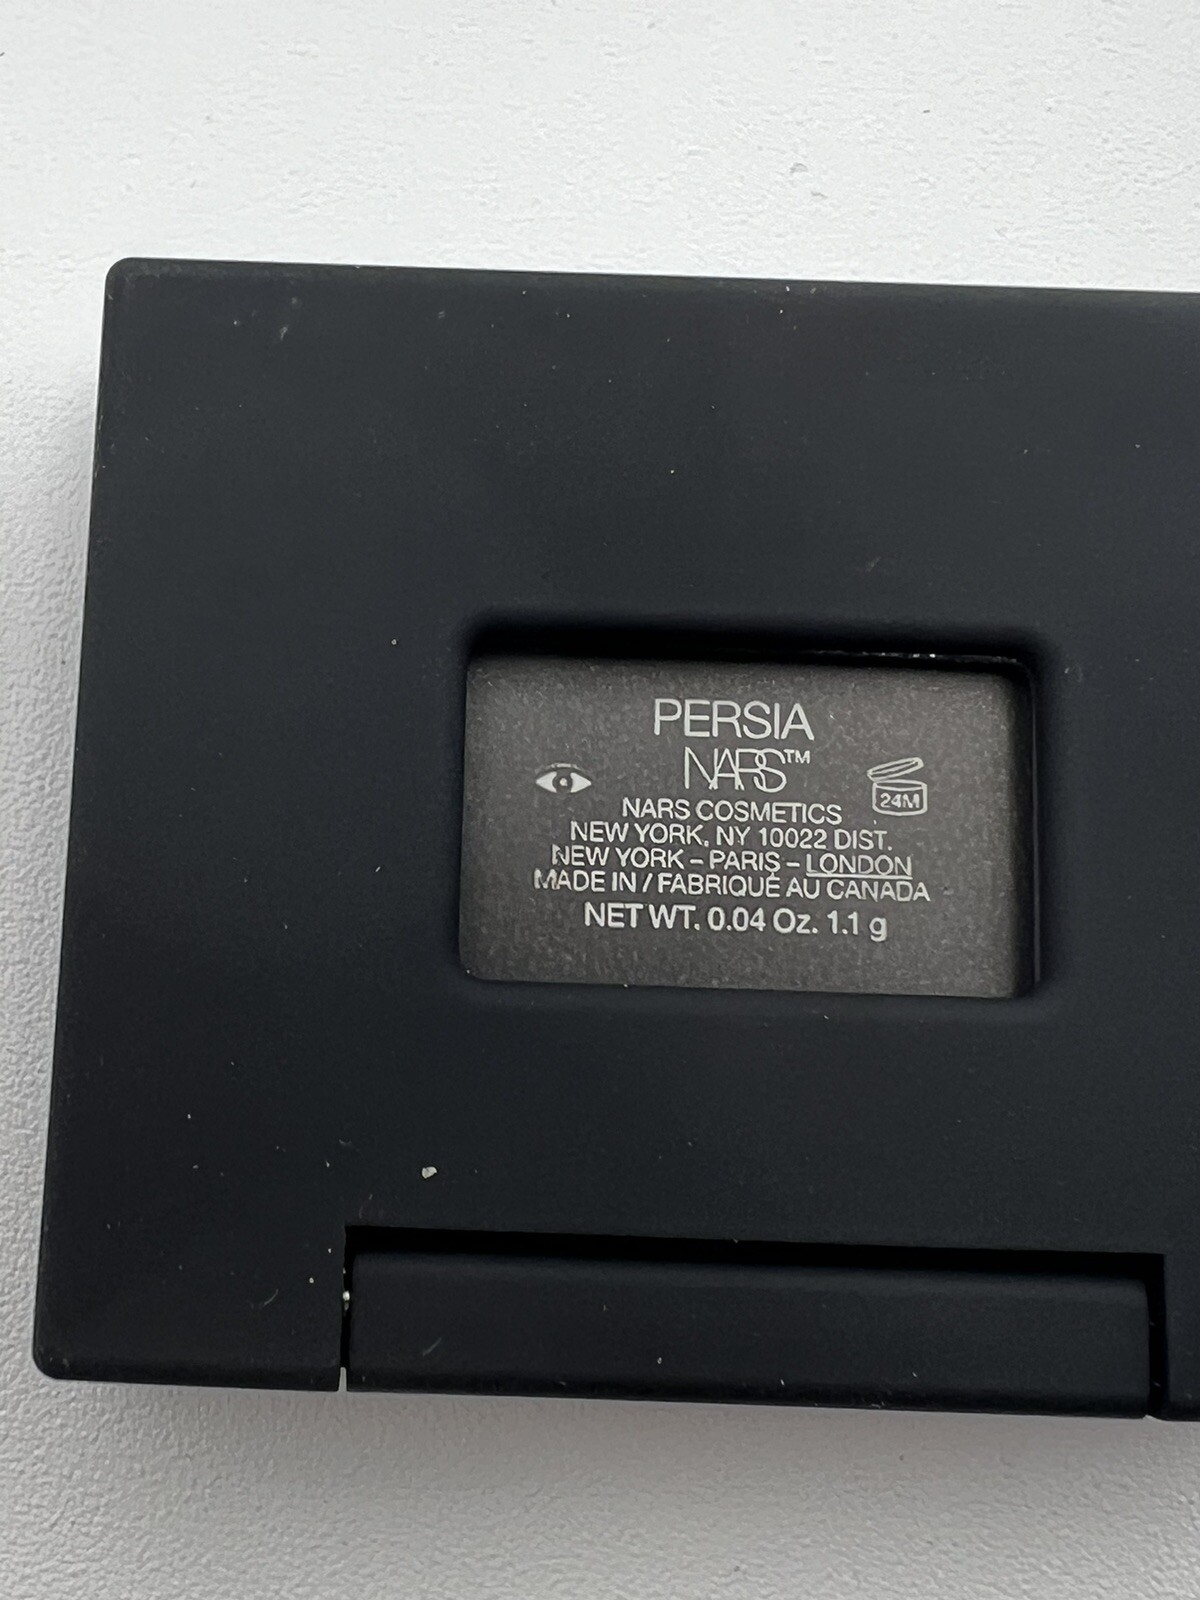 PERSIA
NARS™
24M
NARS COSMETICS
NEW YORK, NY 10022 DIST.
NEW YORK – PARIS – LONDON
MADE IN / FABRIQUÉ AU CANADA
NET WT. 0.04 Oz. 1.1 g